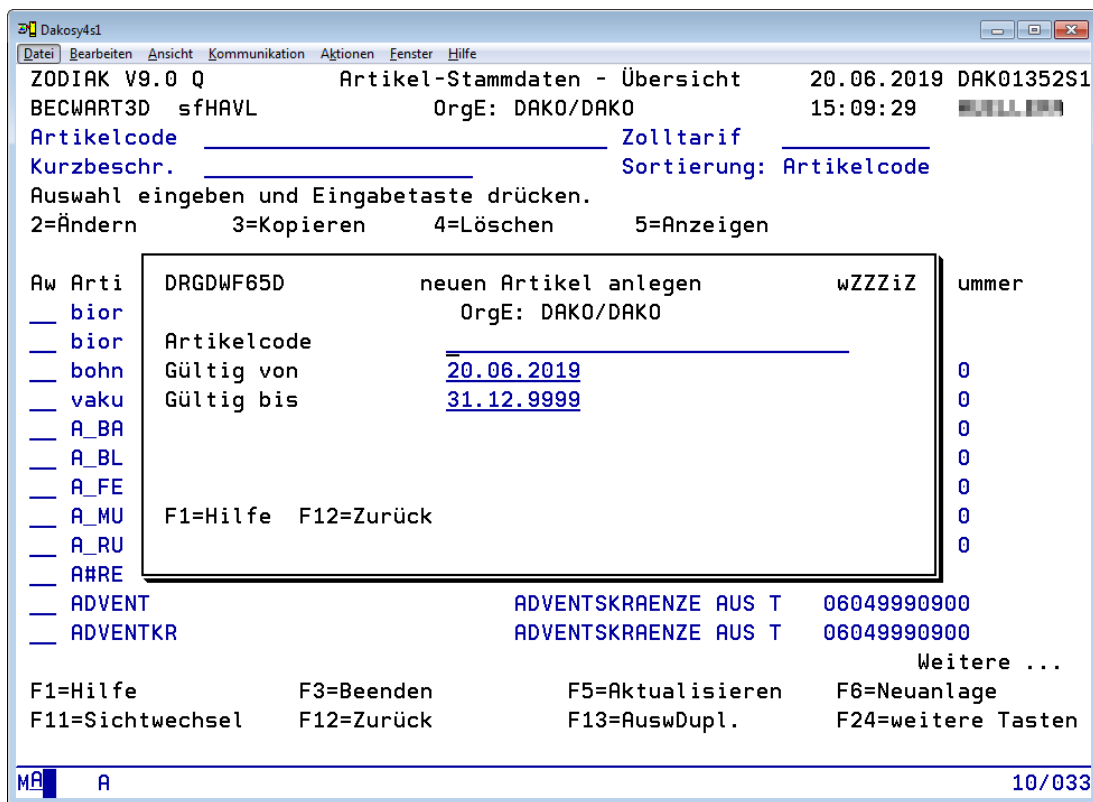 Dakosy4s1
Datei Bearbeiten Ansicht Kommunikation Aktionen Fenster Hilfe
ZODIAK V9.0 Q Artikel-Stammdaten - Übersicht 20.06.2019 DAK01352S1
BECWART3D sfHAVL OrgE: DAKO/DAKO 15:09:29
Artikelcode Zolltarif
Kurzbeschr. Sortierung: Artikelcode
Auswahl eingeben und Eingabetaste drücken.
2=Ändern 3=Kopieren 4=Löschen 5=Anzeigen
Aw Arti DRGDWF65D neuen Artikel anlegen wZZZiZ ummer
bior OrgE: DAKO/DAKO
bior Artikelcode
bohn Gültig von 20.06.2019 0
vaku Gültig bis 31.12.9999 0
A_BA 0
A_BL 0
A_FE 0
A_MU F1=Hilfe F12=Zurück 0
A_RU 0
A#RE
ADVENT ADVENTSKRAENZE AUS T 06049990900
ADVENTKR ADVENTSKRAENZE AUS T 06049990900
Weitere ...
F1=Hilfe F3=Beenden F5=Aktualisieren F6=Neuanlage
F11=Sichtwechsel F12=Zurück F13=AuswDupl. F24=weitere Tasten
MA A 10/033